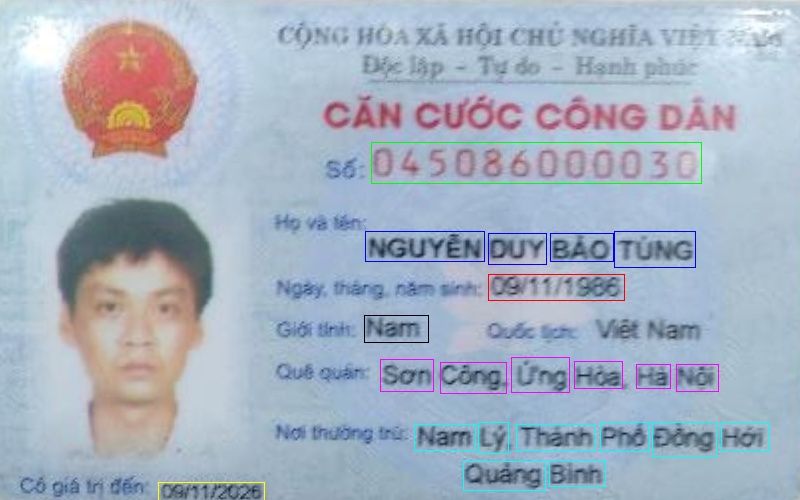 CỘNG HÒA XÃ HỘI CHỦ NGHĨA VIỆT NAM
Độc lập - Tự do - Hạnh phúc
CĂN CƯỚC CÔNG DÂN
Số: 045086000030
Họ và tên:
NGUYỄN DUY BẢO TÙNG
Ngày, tháng, năm sinh: 09/11/1986
Giới tính: Nam Quốc tịch: Việt Nam
Quê quán: Sơn Công, Ứng Hòa, Hà Nội
Nơi thường trú: Nam Lý, Thành Phố Đồng Hới
Quảng Bình
Có giá trị đến: 09/11/2026